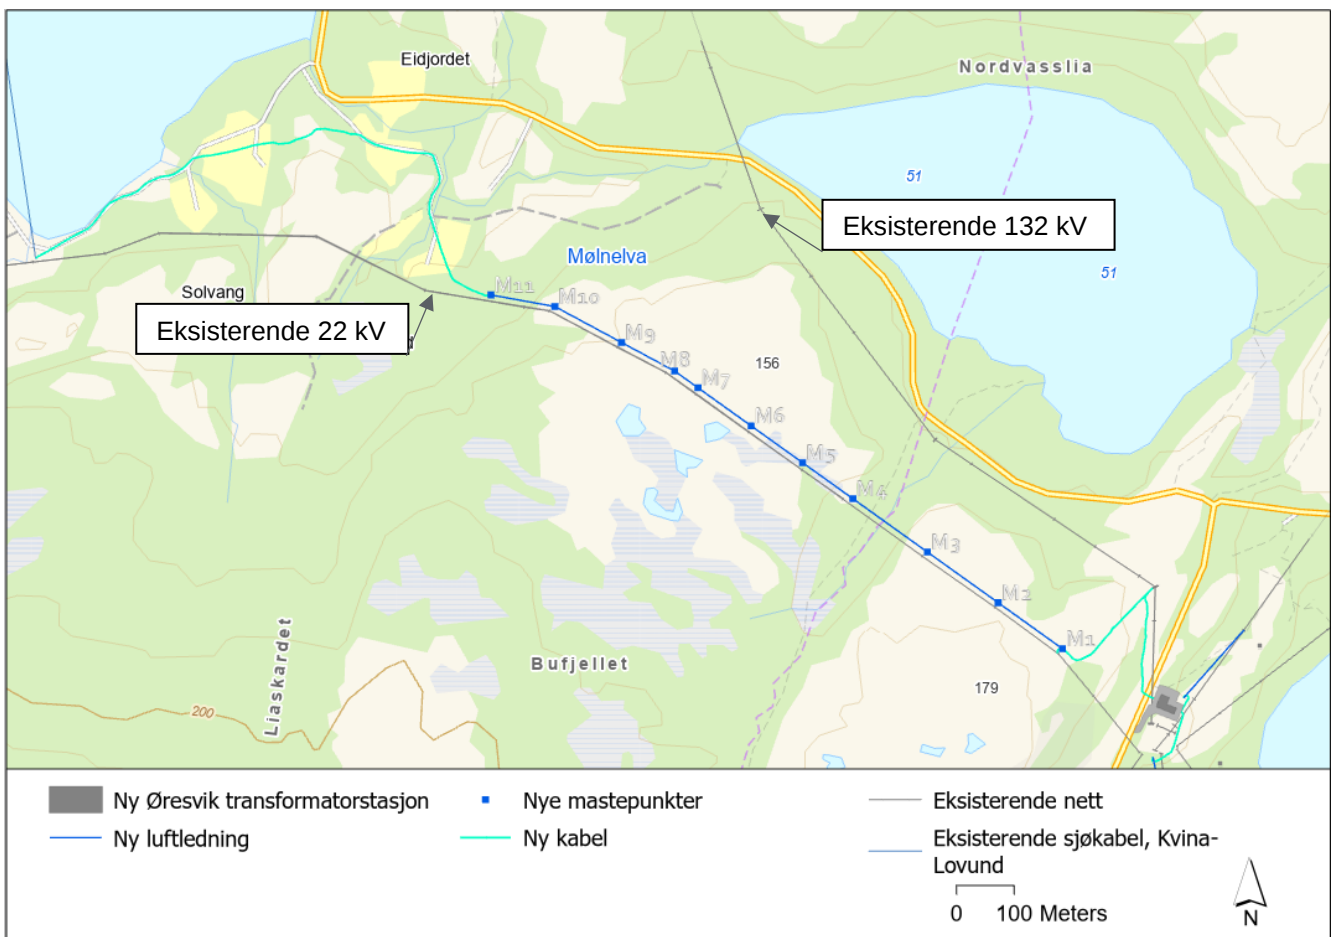 Eidjordet
Nordvasslia
51
Eksisterende 132 kV
Mølnelva
51
Solvang
M11
M10
Eksisterende 22 kV
M9
M8
156
M7
M6
M5
M4
M3
M2
Liaskardet
Bufjellet
M1
179
200
Ny Øresvik transformatorstasjon
Nye mastepunkter
Eksisterende nett
Ny luftledning
Ny kabel
Eksisterende sjøkabel, Kvina-
Lovund
0 100 Meters
N